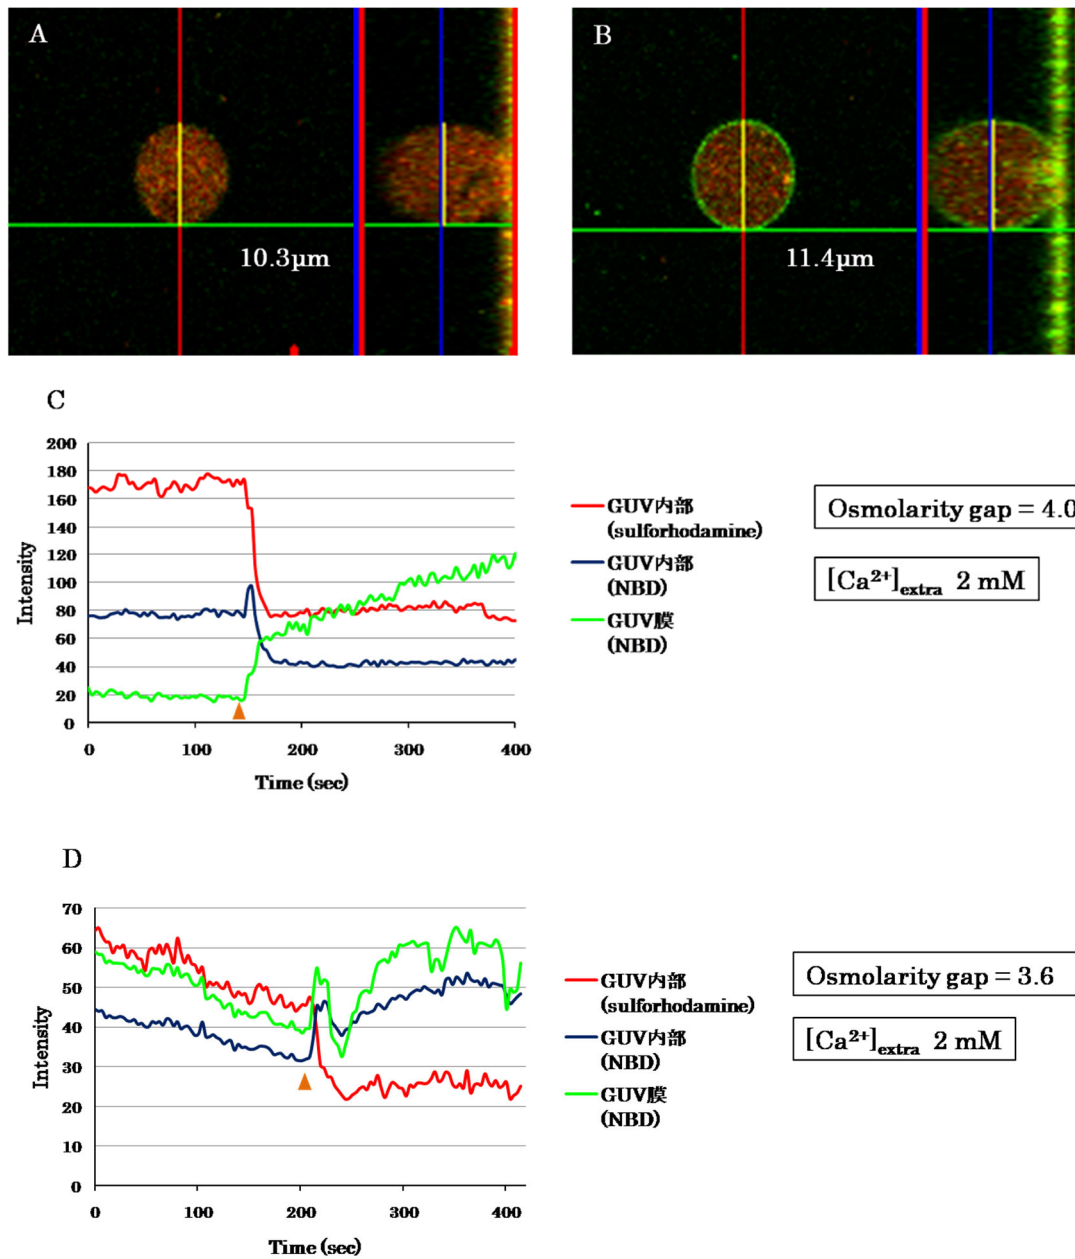 A
10.3µm
B
11.4µm
C
200
180
160
140
120
100
80
60
40
20
0
Intensity
0 100 200 300 400
Time (sec)
GUV内部
(sulforhodamine)
GUV内部
(NBD)
GUV膜
(NBD)
Osmolarity gap = 4.0
[Ca²⁺]extra 2 mM
D
70
60
50
40
30
20
10
0
Intensity
0 100 200 300 400
Time (sec)
GUV内部
(sulforhodamine)
GUV内部
(NBD)
GUV膜
(NBD)
Osmolarity gap = 3.6
[Ca²⁺]extra 2 mM